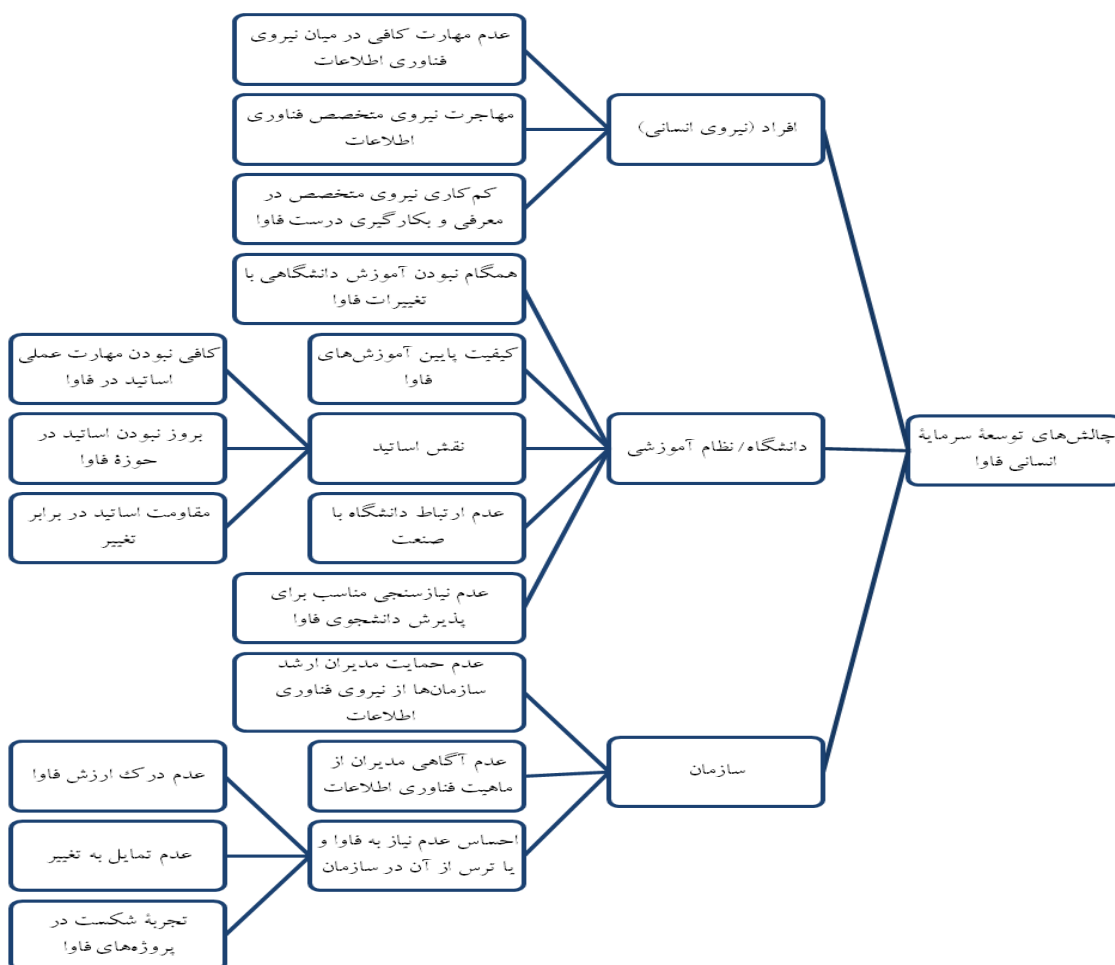 چالش‌های توسعهٔ سرمایهٔ
انسانی فاوا
افراد (نیروی انسانی)
عدم مهارت کافی در میان نیروی
فناوری اطلاعات
مهاجرت نیروی متخصص فناوری
اطلاعات
کم‌کاری نیروی متخصص در
معرفی و بکارگیری درست فاوا
دانشگاه/نظام آموزشی
همگام نبودن آموزش دانشگاهی با
تغییرات فاوا
کیفیت پایین آموزش‌های
فاوا
نقش اساتید
کافی نبودن مهارت عملی
اساتید در فاوا
بروز نبودن اساتید در
حوزهٔ فاوا
مقاومت اساتید در برابر
تغییر
عدم ارتباط دانشگاه با
صنعت
عدم نیازسنجی مناسب برای
پذیرش دانشجوی فاوا
سازمان
عدم حمایت مدیران ارشد
سازمان‌ها از نیروی فناوری
اطلاعات
عدم آگاهی مدیران از
ماهیت فناوری اطلاعات
احساس عدم نیاز به فاوا و
یا ترس از آن در سازمان
عدم درک ارزش فاوا
عدم تمایل به تغییر
تجربهٔ شکست در
پروژه‌های فاوا